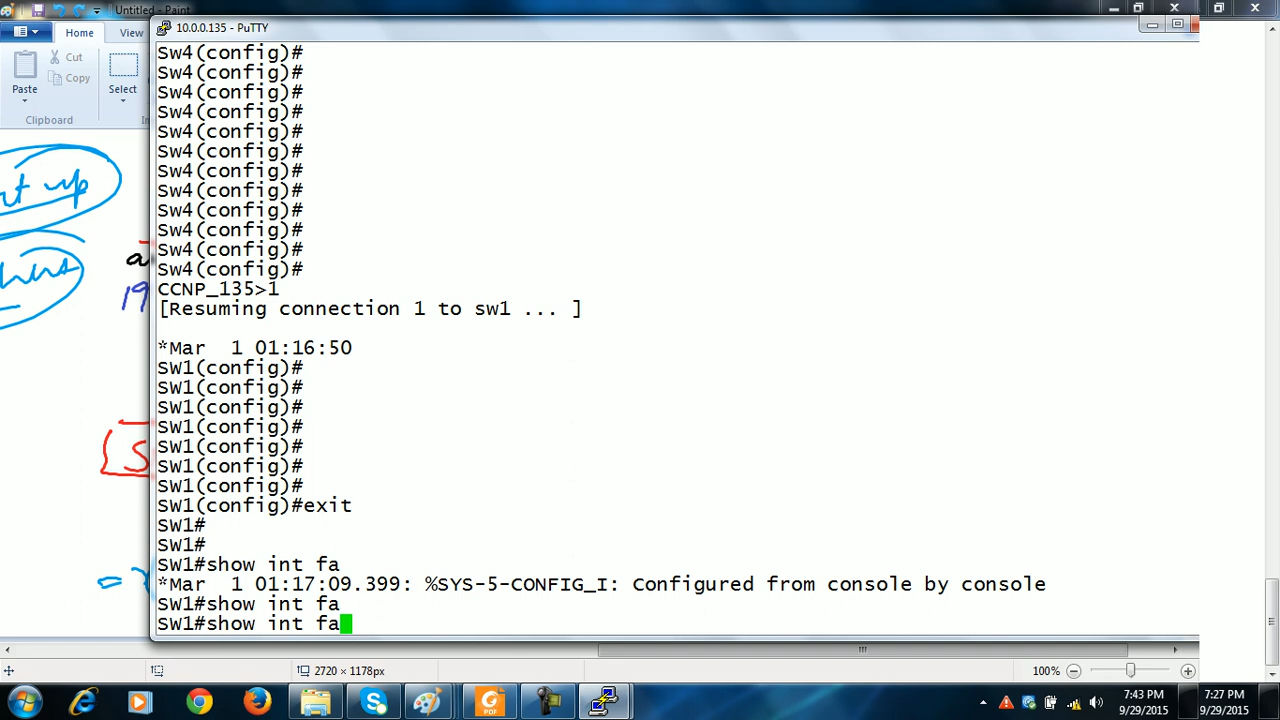 Untitled - Paint
10.0.0.135 - PuTTY
Home
View
Cut
Copy
Paste
Select
Clipboard
Sw4(config)#
Sw4(config)#
Sw4(config)#
Sw4(config)#
Sw4(config)#
Sw4(config)#
Sw4(config)#
Sw4(config)#
Sw4(config)#
Sw4(config)#
Sw4(config)#
Sw4(config)#
CCNP_135>1
[Resuming connection 1 to sw1 ... ]
*Mar  1 01:16:50
SW1(config)#
SW1(config)#
SW1(config)#
SW1(config)#
SW1(config)#
SW1(config)#
SW1(config)#
SW1(config)#exit
SW1#
SW1#
SW1#show int fa
*Mar  1 01:17:09.399: %SYS-5-CONFIG_I: Configured from console by console
SW1#show int fa
SW1#show int fa
up
19
S
2720 × 1178px
100%
7:43 PM
9/29/2015
7:27 PM
9/29/2015
PDF